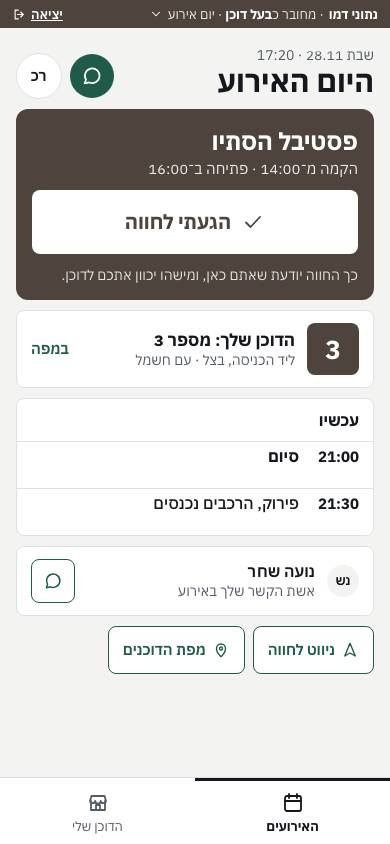 נתוני דמו · מחובר כבעל דוכן · יום אירוע
יציאה
שבת 28.11 · 17:20
היום האירוע
רכ
פסטיבל הסתיו
הקמה מ־14:00 · פתיחה ב־16:00
הגעתי לחווה
כך החווה יודעת שאתם כאן, ומישהו יכוון אתכם לדוכן.
3
הדוכן שלך: מספר 3
ליד הכניסה, בצל · עם חשמל
במפה
עכשיו
21:00 סיום
21:30 פירוק, הרכבים נכנסים
נש
נועה שחר
אשת הקשר שלך באירוע
ניווט לחווה
מפת הדוכנים
האירועים
הדוכן שלי